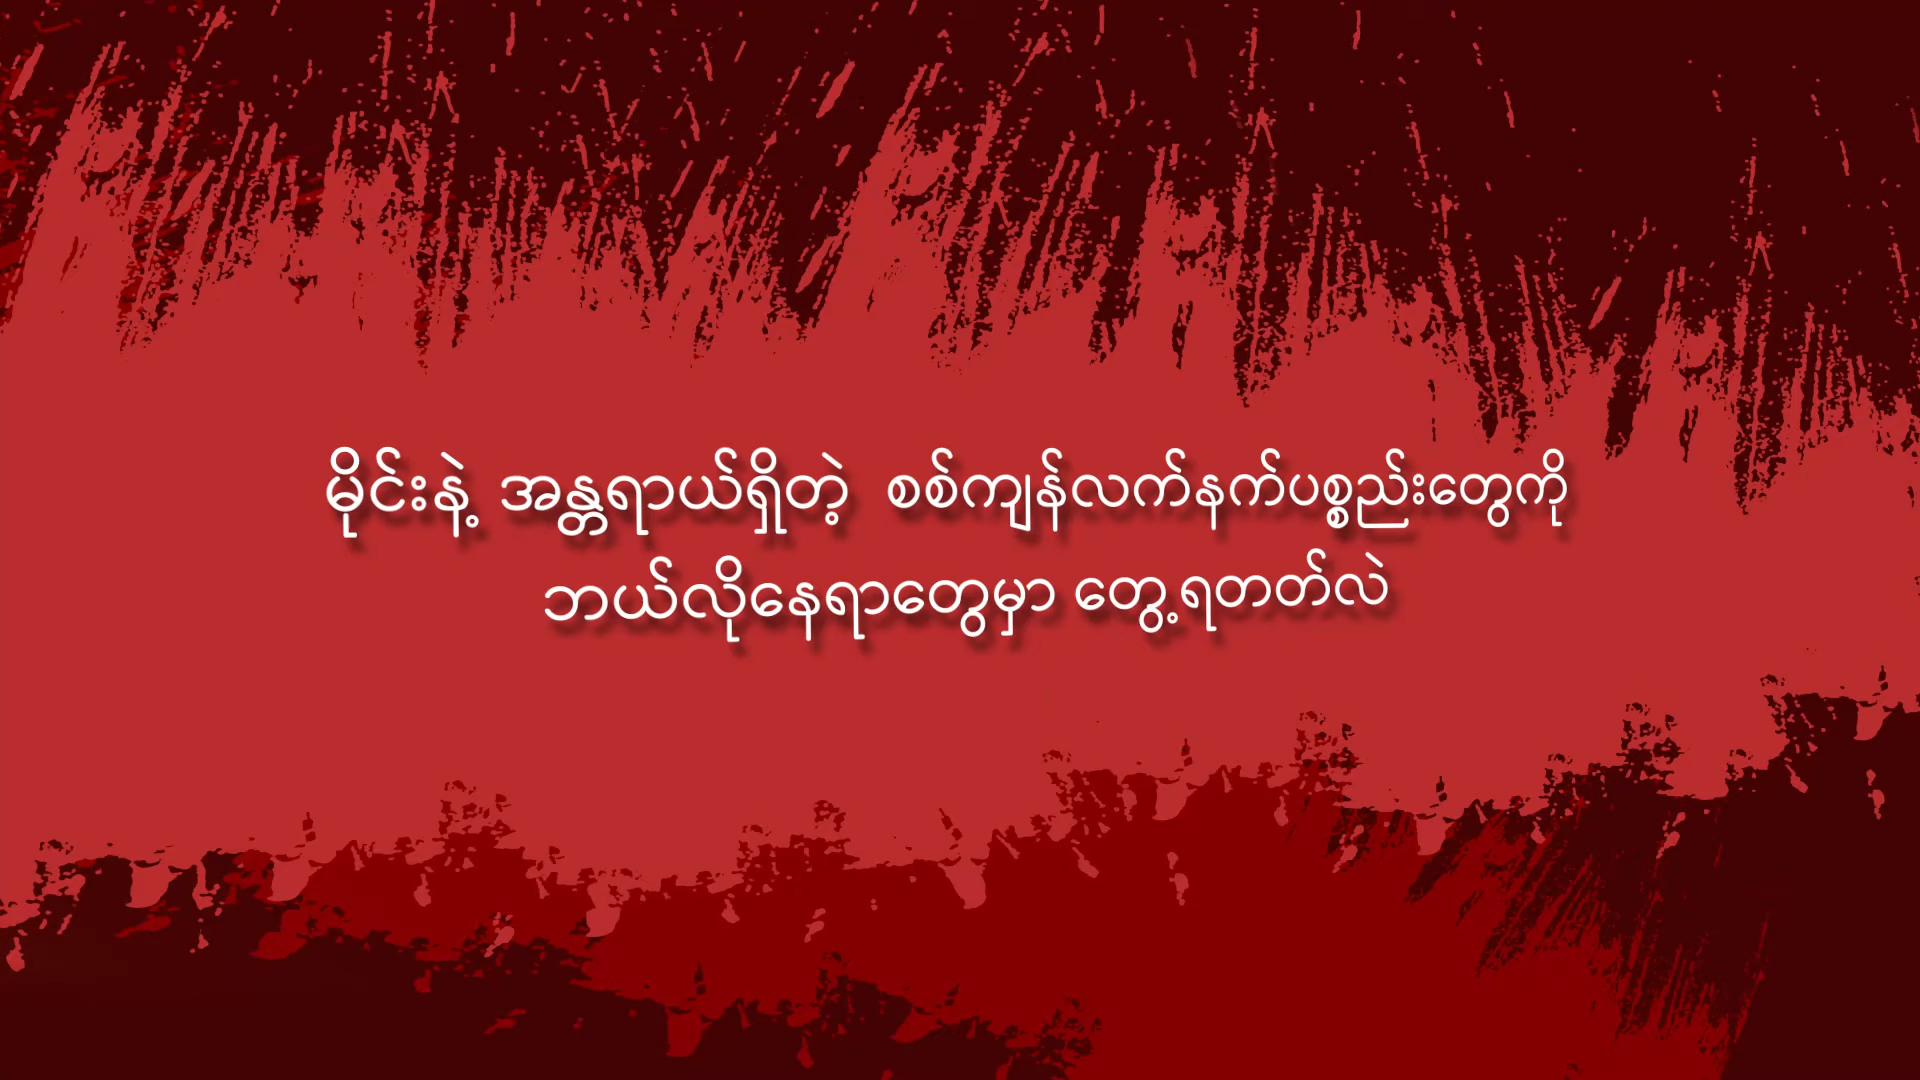 မိုင်းနဲ့ အန္တရာယ်ရှိတဲ့ စစ်ကျန်လက်နက်ပစ္စည်းတွေကို
ဘယ်လိုနေရာတွေမှာ တွေ့ရတတ်လဲ